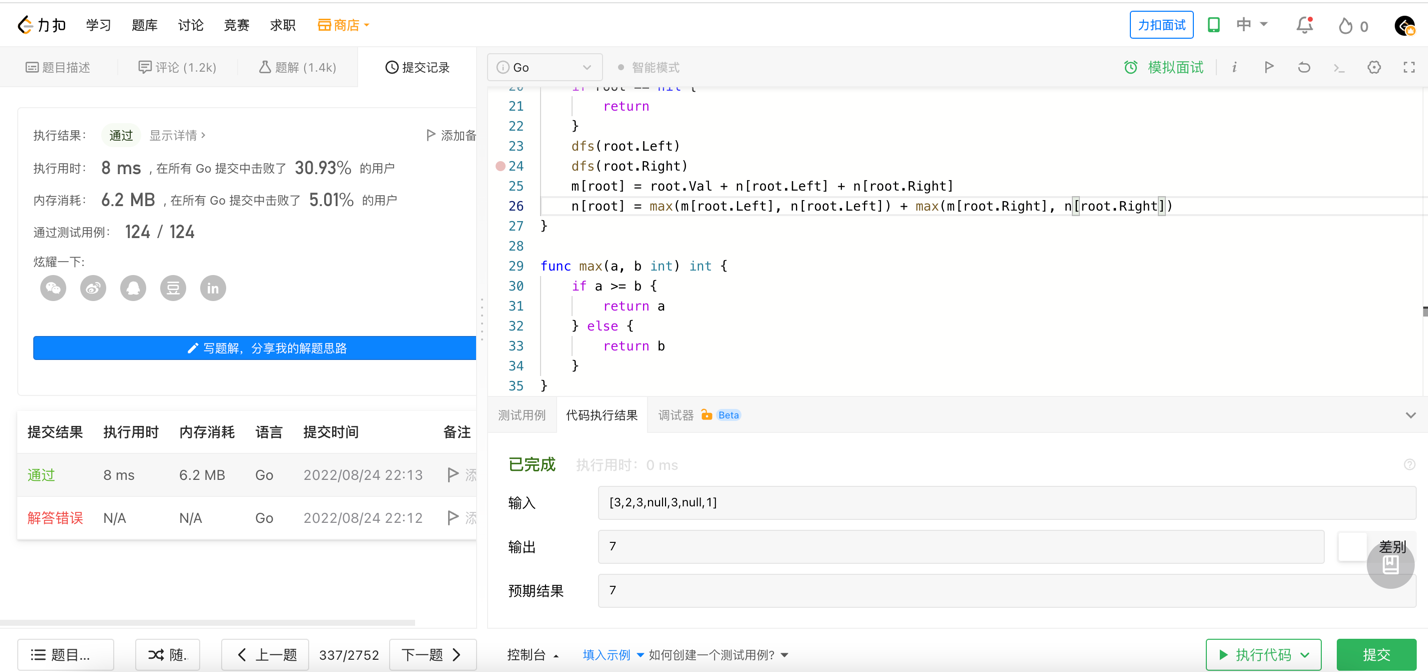 力扣 学习 题库 讨论 竞赛 求职 商店 力扣面试 中 0
题目描述 评论 (1.2k) 题解 (1.4k) 提交记录
执行结果： 通过 显示详情 › 添加备
执行用时： 8 ms , 在所有 Go 提交中击败了 30.93% 的用户
内存消耗： 6.2 MB , 在所有 Go 提交中击败了 5.01% 的用户
通过测试用例： 124 / 124
炫耀一下:
豆 in
写题解，分享我的解题思路
提交结果 执行用时 内存消耗 语言 提交时间 备注
通过 8 ms 6.2 MB Go 2022/08/24 22:13 添
解答错误 N/A N/A Go 2022/08/24 22:12 添
题目... 随. 上一题 337/2752 下一题
Go 智能模式 模拟面试 i
20 if root == nil {
21 return
22 }
23 dfs(root.Left)
24 dfs(root.Right)
25 m[root] = root.Val + n[root.Left] + n[root.Right]
26 n[root] = max(m[root.Left], n[root.Left]) + max(m[root.Right], n[root.Right])
27 }
28
29 func max(a, b int) int {
30 if a >= b {
31 return a
32 } else {
33 return b
34 }
35 }
测试用例 代码执行结果 调试器 Beta
已完成 执行用时：0 ms
输入 [3,2,3,null,3,null,1]
输出 7 差别
预期结果 7
控制台 填入示例 如何创建一个测试用例? 执行代码 提交